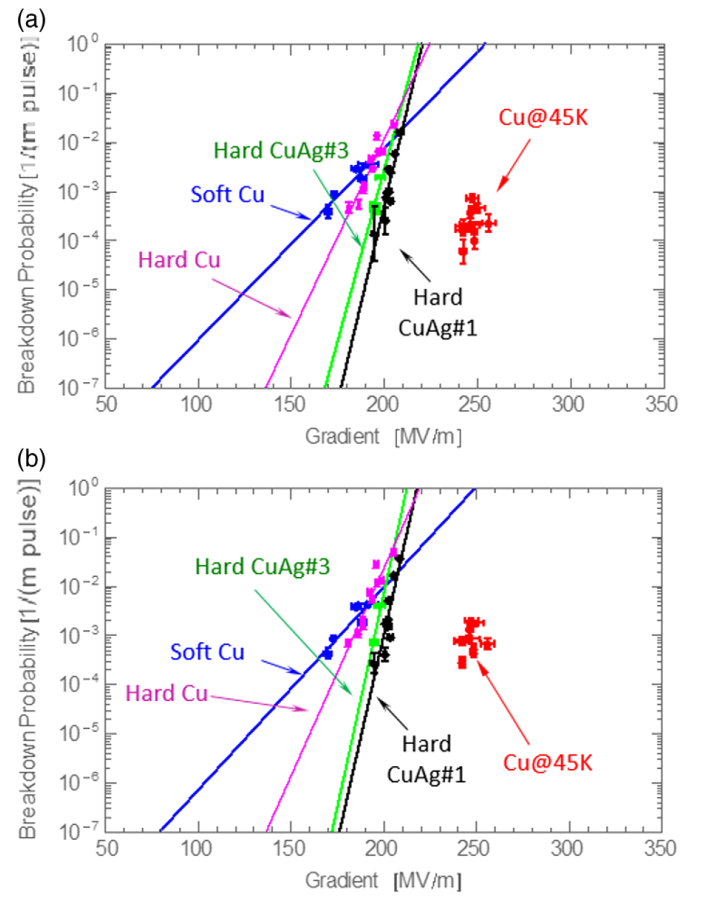 (a)
Breakdown Probability [1/(m pulse)]
10⁰
10⁻¹
10⁻²
10⁻³
10⁻⁴
10⁻⁵
10⁻⁶
10⁻⁷
Cu@45K
Hard CuAg#3
Soft Cu
Hard Cu
Hard
CuAg#1
50 100 150 200 250 300 350
Gradient [MV/m]
(b)
Breakdown Probability [1/(m pulse)]
10⁰
10⁻¹
10⁻²
10⁻³
10⁻⁴
10⁻⁵
10⁻⁶
10⁻⁷
Hard CuAg#3
Soft Cu
Hard Cu
Hard
CuAg#1
Cu@45K
50 100 150 200 250 300 350
Gradient [MV/m]